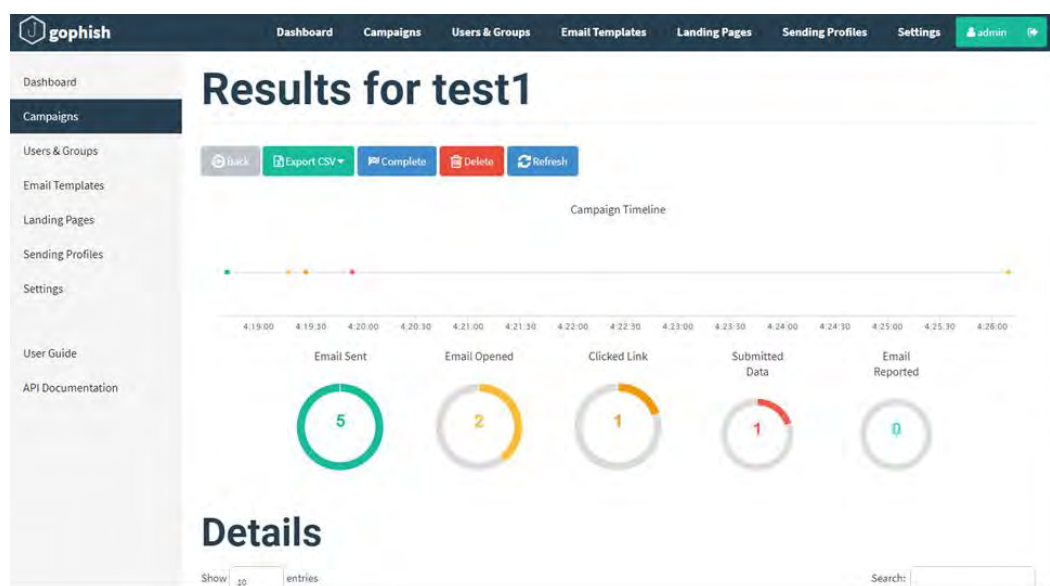 gophish
Dashboard Campaigns Users & Groups Email Templates Landing Pages Sending Profiles Settings admin
Dashboard
Campaigns
Users & Groups
Email Templates
Landing Pages
Sending Profiles
Settings
User Guide
API Documentation
Results for test1
Back Export CSV Complete Delete Refresh
Campaign Timeline
4:19:00 4:19:30 4:20:00 4:20:30 4:21:00 4:21:30 4:22:00 4:22:30 4:23:00 4:23:30 4:24:00 4:24:30 4:25:00 4:25:30 4:26:00
Email Sent Email Opened Clicked Link Submitted Data Email Reported
5 2 1 1 0
Details
Show 10 entries Search: